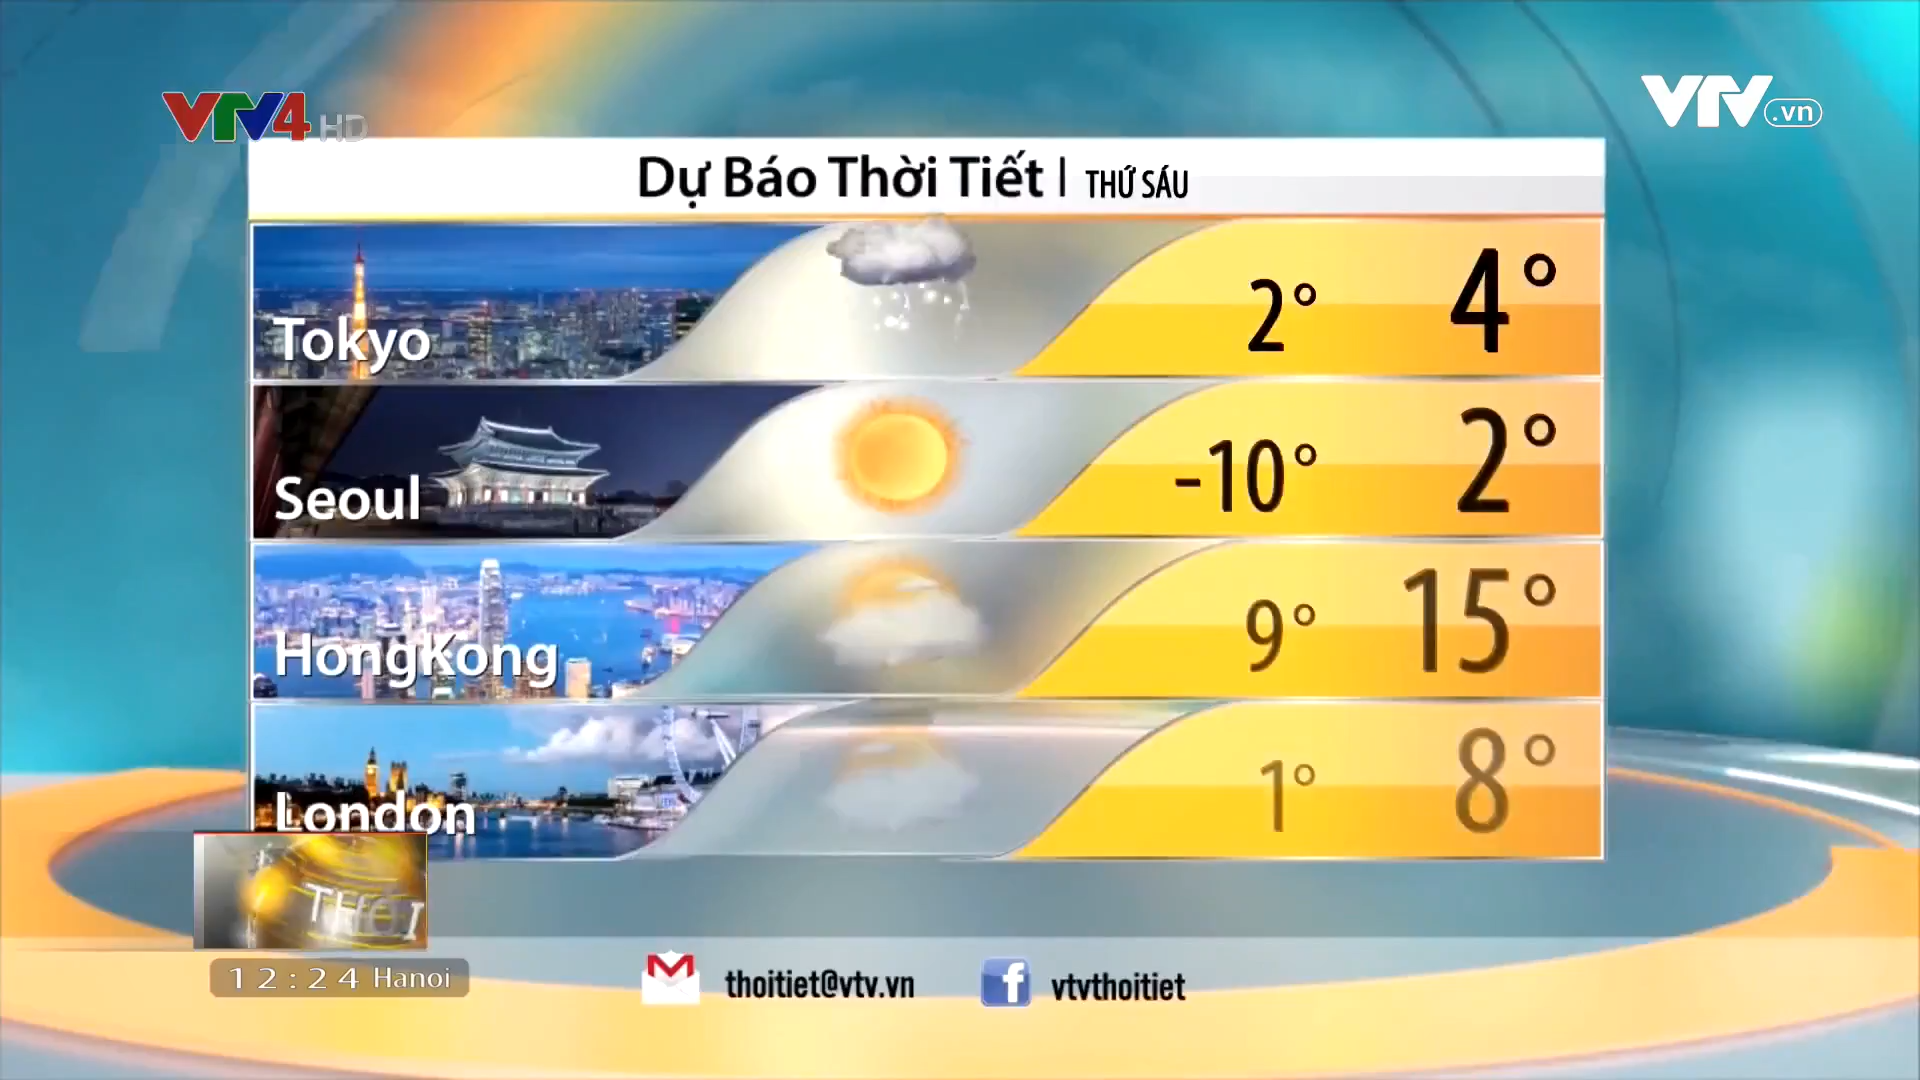 VTV4 HD
VTV.vn
Dự Báo Thời Tiết | THỨ SÁU
Tokyo 2° 4°
Seoul -10° 2°
HongKong 9° 15°
London 1° 8°
THỜI
12:24 Hanoi
thoitiet@vtv.vn
vtvthoitiet